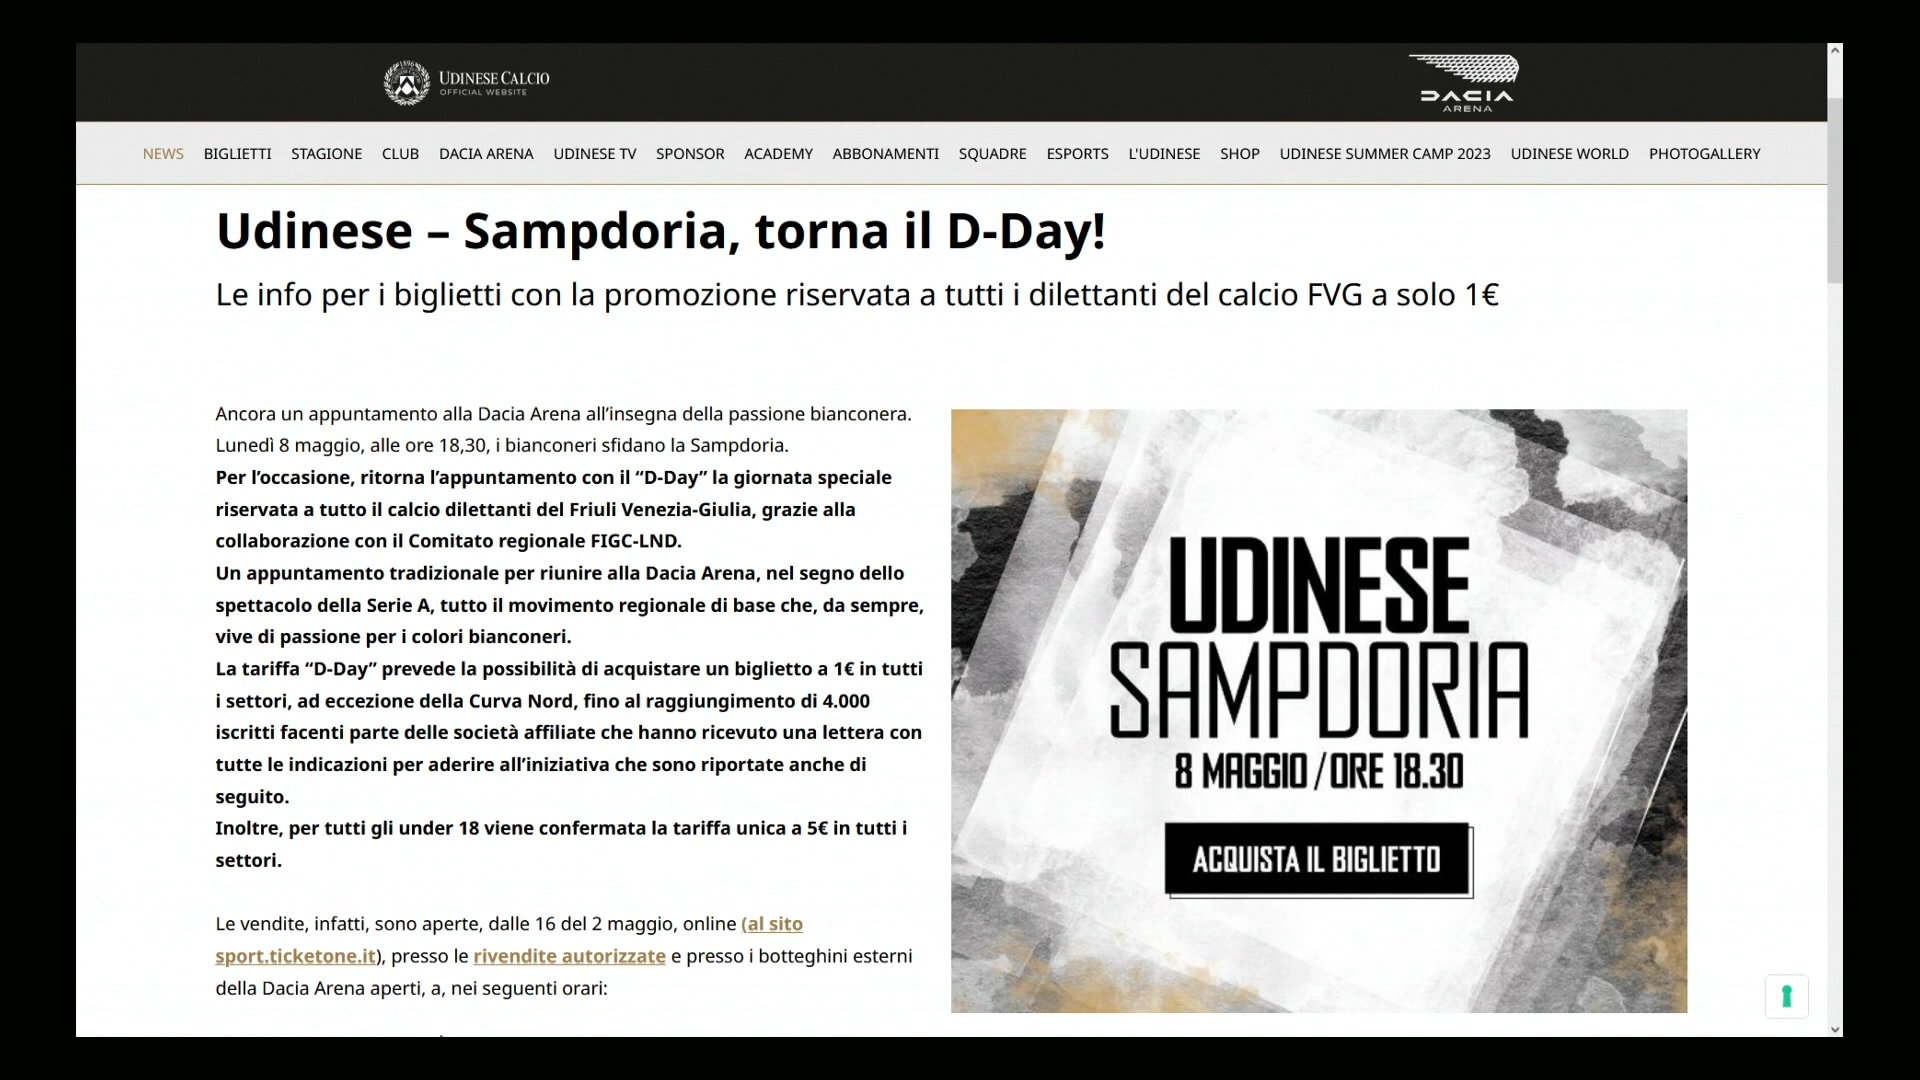 1896
UDINESE CALCIO
OFFICIAL WEBSITE
DACIA
ARENA
NEWS BIGLIETTI STAGIONE CLUB DACIA ARENA UDINESE TV SPONSOR ACADEMY ABBONAMENTI SQUADRE ESPORTS L'UDINESE SHOP UDINESE SUMMER CAMP 2023 UDINESE WORLD PHOTOGALLERY
Udinese – Sampdoria, torna il D-Day!
Le info per i biglietti con la promozione riservata a tutti i dilettanti del calcio FVG a solo 1€
Ancora un appuntamento alla Dacia Arena all’insegna della passione bianconera.
Lunedì 8 maggio, alle ore 18,30, i bianconeri sfidano la Sampdoria.
Per l’occasione, ritorna l’appuntamento con il “D-Day” la giornata speciale
riservata a tutto il calcio dilettanti del Friuli Venezia-Giulia, grazie alla
collaborazione con il Comitato regionale FIGC-LND.
Un appuntamento tradizionale per riunire alla Dacia Arena, nel segno dello
spettacolo della Serie A, tutto il movimento regionale di base che, da sempre,
vive di passione per i colori bianconeri.
La tariffa “D-Day” prevede la possibilità di acquistare un biglietto a 1€ in tutti
i settori, ad eccezione della Curva Nord, fino al raggiungimento di 4.000
iscritti facenti parte delle società affiliate che hanno ricevuto una lettera con
tutte le indicazioni per aderire all’iniziativa che sono riportate anche di
seguito.
Inoltre, per tutti gli under 18 viene confermata la tariffa unica a 5€ in tutti i
settori.
Le vendite, infatti, sono aperte, dalle 16 del 2 maggio, online (al sito
sport.ticketone.it), presso le rivendite autorizzate e presso i botteghini esterni
della Dacia Arena aperti, a, nei seguenti orari:
UDINESE
SAMPDORIA
8 MAGGIO / ORE 18.30
ACQUISTA IL BIGLIETTO